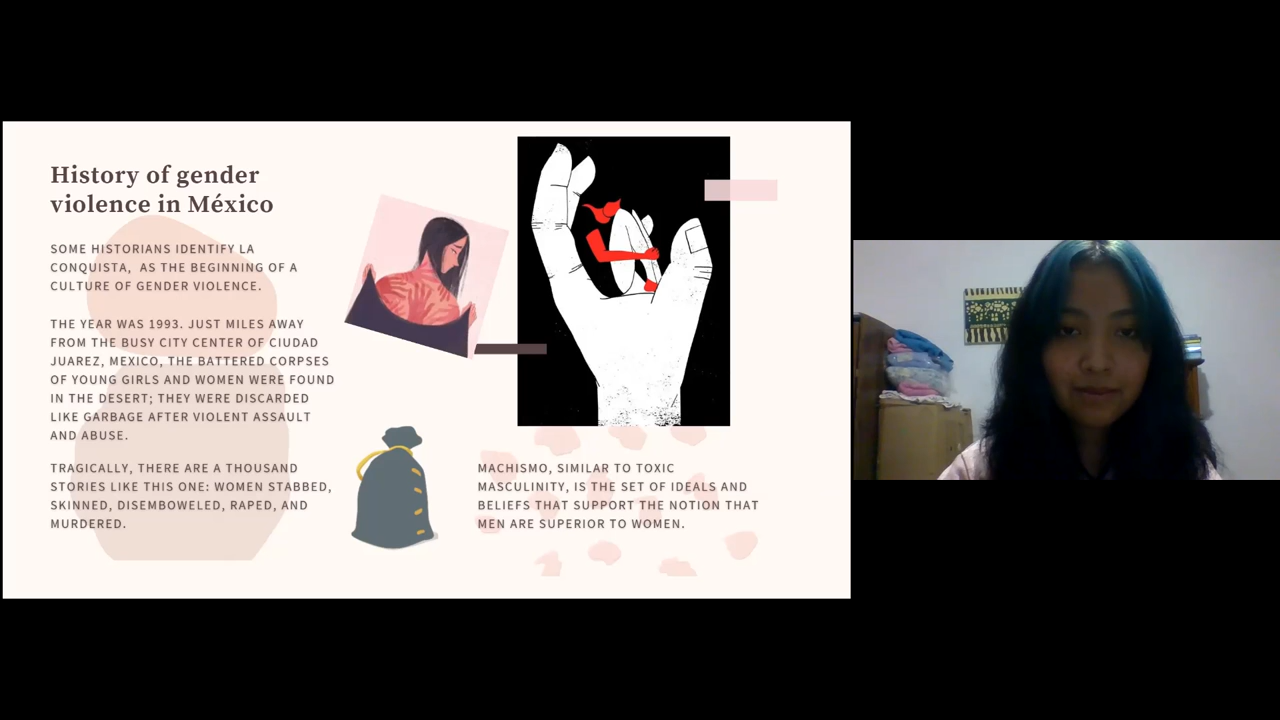 History of gender
violence in México
SOME HISTORIANS IDENTIFY LA
CONQUISTA, AS THE BEGINNING OF A
CULTURE OF GENDER VIOLENCE.
THE YEAR WAS 1993. JUST MILES AWAY
FROM THE BUSY CITY CENTER OF CIUDAD
JUAREZ, MEXICO, THE BATTERED CORPSES
OF YOUNG GIRLS AND WOMEN WERE FOUND
IN THE DESERT; THEY WERE DISCARDED
LIKE GARBAGE AFTER VIOLENT ASSAULT
AND ABUSE.
TRAGICALLY, THERE ARE A THOUSAND
STORIES LIKE THIS ONE: WOMEN STABBED,
SKINNED, DISEMBOWELED, RAPED, AND
MURDERED.
MACHISMO, SIMILAR TO TOXIC
MASCULINITY, IS THE SET OF IDEALS AND
BELIEFS THAT SUPPORT THE NOTION THAT
MEN ARE SUPERIOR TO WOMEN.